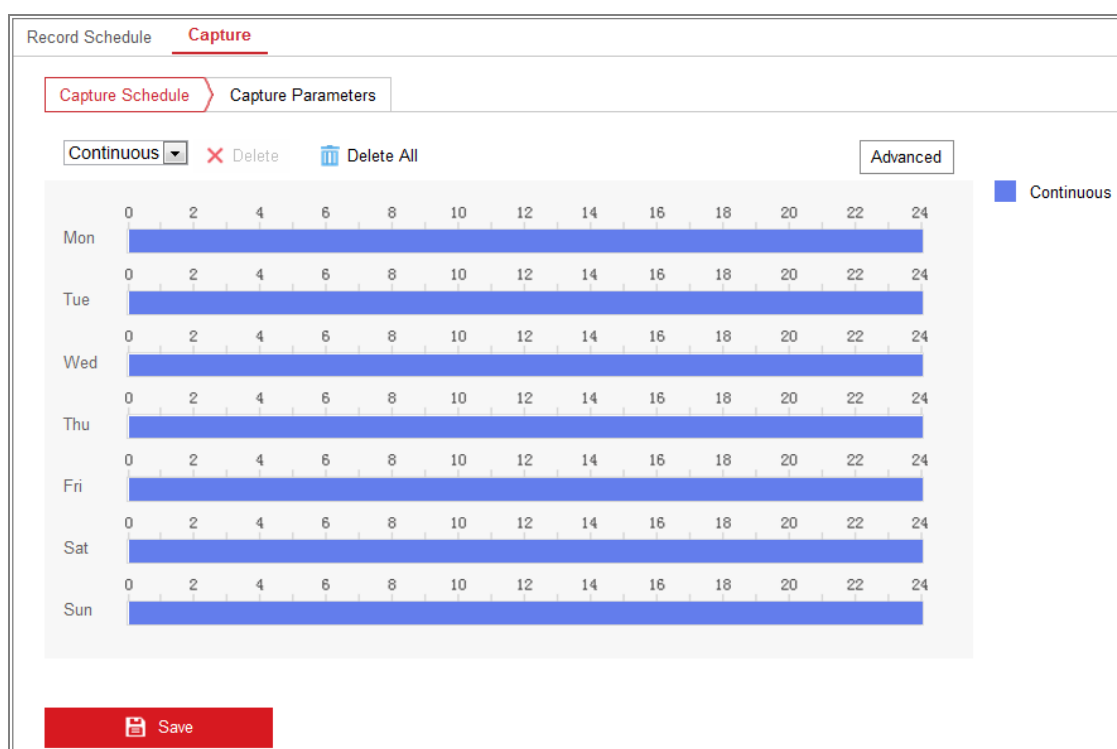 Record Schedule Capture
Capture Schedule Capture Parameters
Continuous Delete Delete All Advanced
Continuous
0 2 4 6 8 10 12 14 16 18 20 22 24
Mon
0 2 4 6 8 10 12 14 16 18 20 22 24
Tue
0 2 4 6 8 10 12 14 16 18 20 22 24
Wed
0 2 4 6 8 10 12 14 16 18 20 22 24
Thu
0 2 4 6 8 10 12 14 16 18 20 22 24
Fri
0 2 4 6 8 10 12 14 16 18 20 22 24
Sat
0 2 4 6 8 10 12 14 16 18 20 22 24
Sun
Save